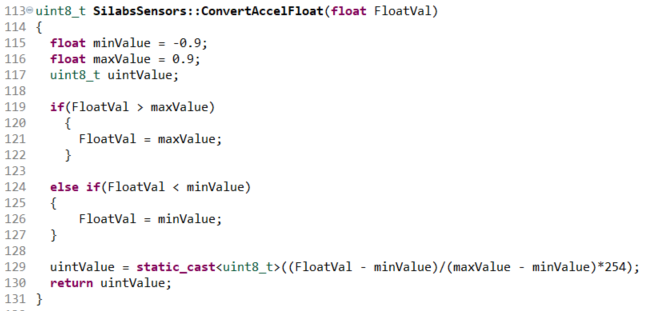 113 uint8_t SilabsSensors::ConvertAccelFloat(float FloatVal)
114 {
115   float minValue = -0.9;
116   float maxValue = 0.9;
117   uint8_t uintValue;
118
119   if(FloatVal > maxValue)
120     {
121       FloatVal = maxValue;
122     }
123
124   else if(FloatVal < minValue)
125   {
126       FloatVal = minValue;
127   }
128
129   uintValue = static_cast<uint8_t>((FloatVal - minValue)/(maxValue - minValue)*254);
130   return uintValue;
131 }